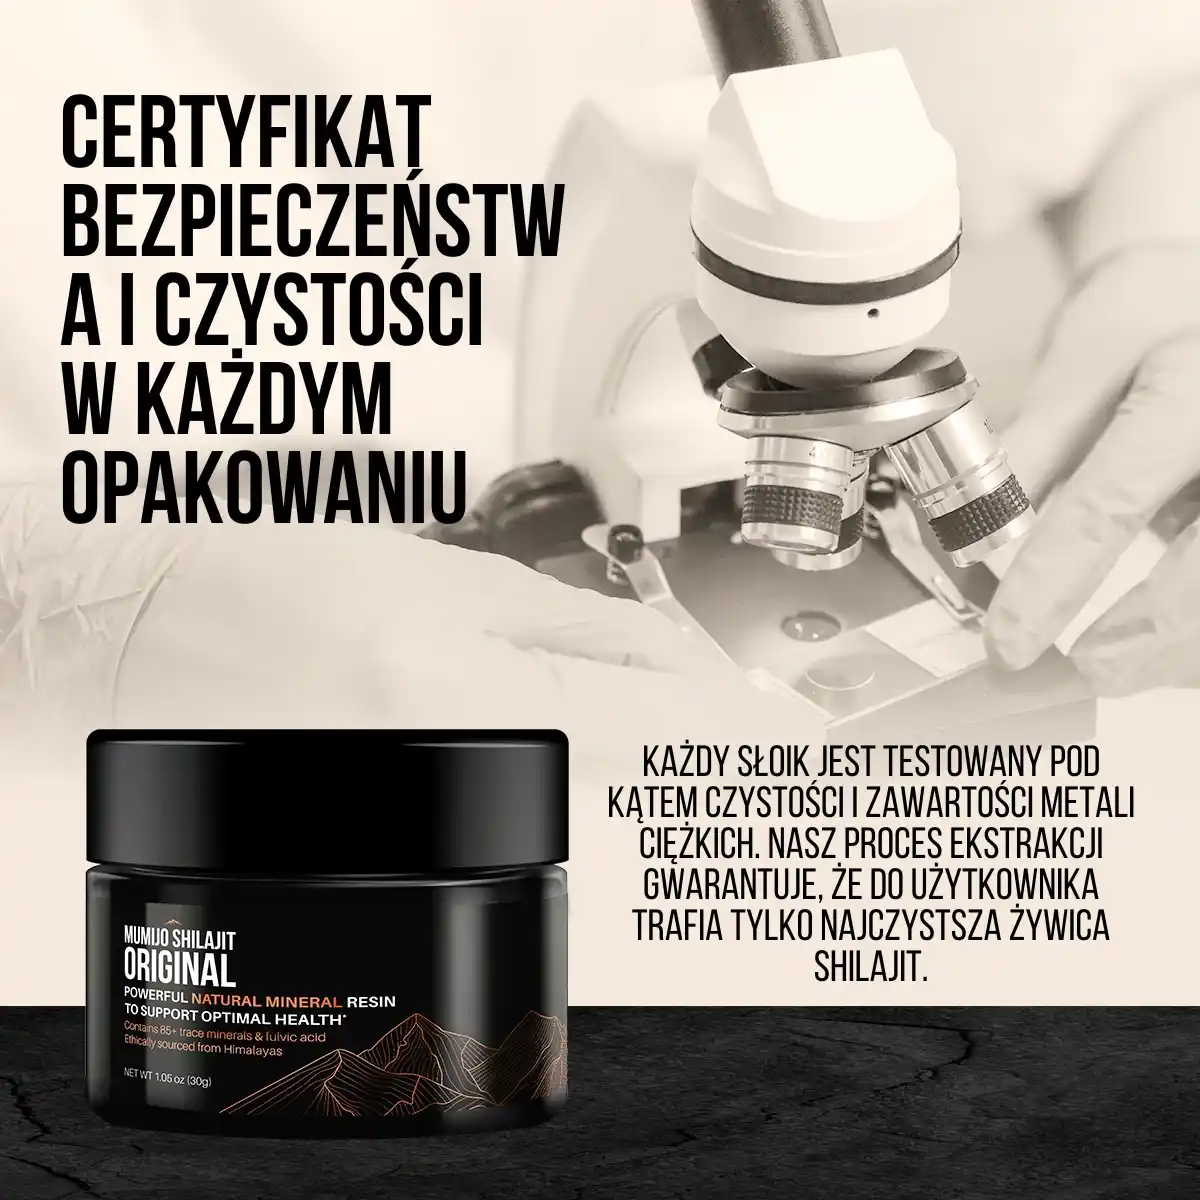 CERTYFIKAT
BEZPIECZEŃSTW
A I CZYSTOŚCI
W KAŻDYM
OPAKOWANIU
KAŻDY SŁOIK JEST TESTOWANY POD
KĄTEM CZYSTOŚCI I ZAWARTOŚCI METALI
CIĘŻKICH. NASZ PROCES EKSTRAKCJI
GWARANTUJE, ŻE DO UŻYTKOWNIKA
TRAFIA TYLKO NAJCZYSTSZA ŻYWICA
SHILAJIT.
MUMIJO SHILAJIT
ORIGINAL
POWERFUL NATURAL MINERAL RESIN
TO SUPPORT OPTIMAL HEALTH*
Contains 85+ trace minerals & fulvic acid
Ethically sourced from Himalayas
NET WT 1.05 oz (30g)